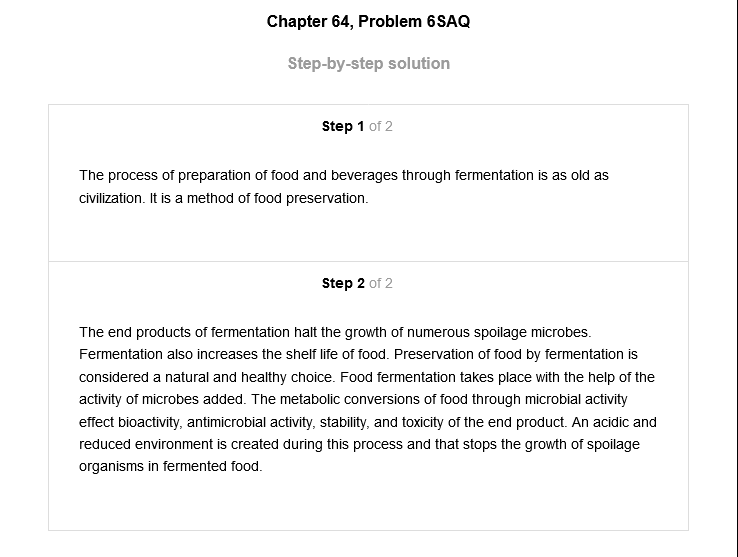 Chapter 64, Problem 6SAQ
Step-by-step solution
Step 1 of 2
The process of preparation of food and beverages through fermentation is as old as
civilization. It is a method of food preservation.
Step 2 of 2
The end products of fermentation halt the growth of numerous spoilage microbes.
Fermentation also increases the shelf life of food. Preservation of food by fermentation is
considered a natural and healthy choice. Food fermentation takes place with the help of the
activity of microbes added. The metabolic conversions of food through microbial activity
effect bioactivity, antimicrobial activity, stability, and toxicity of the end product. An acidic and
reduced environment is created during this process and that stops the growth of spoilage
organisms in fermented food.